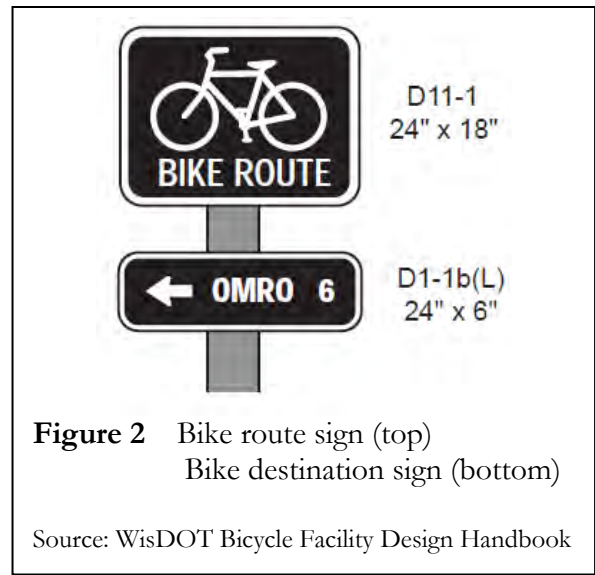 BIKE ROUTE
D11-1
24" x 18"
OMRO 6
D1-1b(L)
24" x 6"
Figure 2 Bike route sign (top)
Bike destination sign (bottom)
Source: WisDOT Bicycle Facility Design Handbook